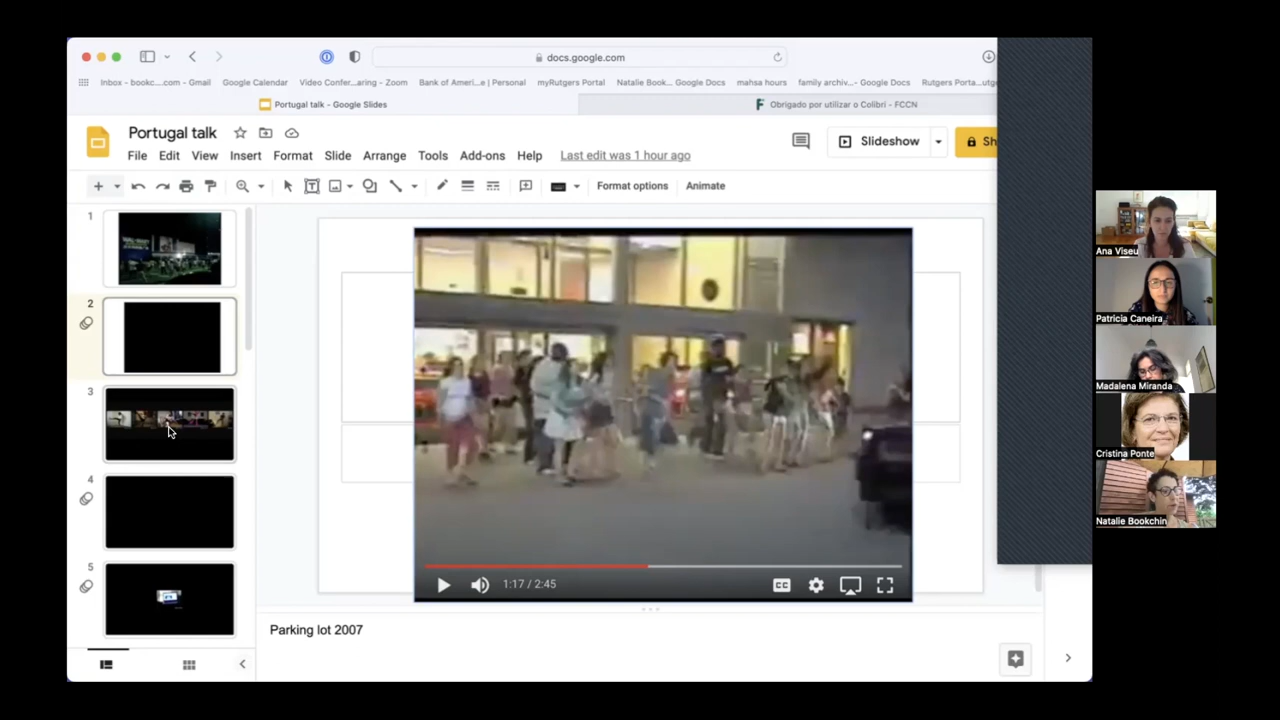 docs.google.com
Inbox - bookc....com - Gmail Google Calendar Video Confer...aring - Zoom Bank of Ameri...e | Personal myRutgers Portal Natalie Book... Google Docs mahsa hours family archiv...- Google Docs Rutgers Porta...utge
Portugal talk - Google Slides
Obrigado por utilizar o Colibri - FCCN
Portugal talk
Slideshow
Sh
File Edit View Insert Format Slide Arrange Tools Add-ons Help Last edit was 1 hour ago
Format options Animate
1
2
3
4
5
1:17 / 2:45
CC
Parking lot 2007
Ana Viseu
Patricia Caneira
Madalena Miranda
Cristina Ponte
Natalie Bookchin